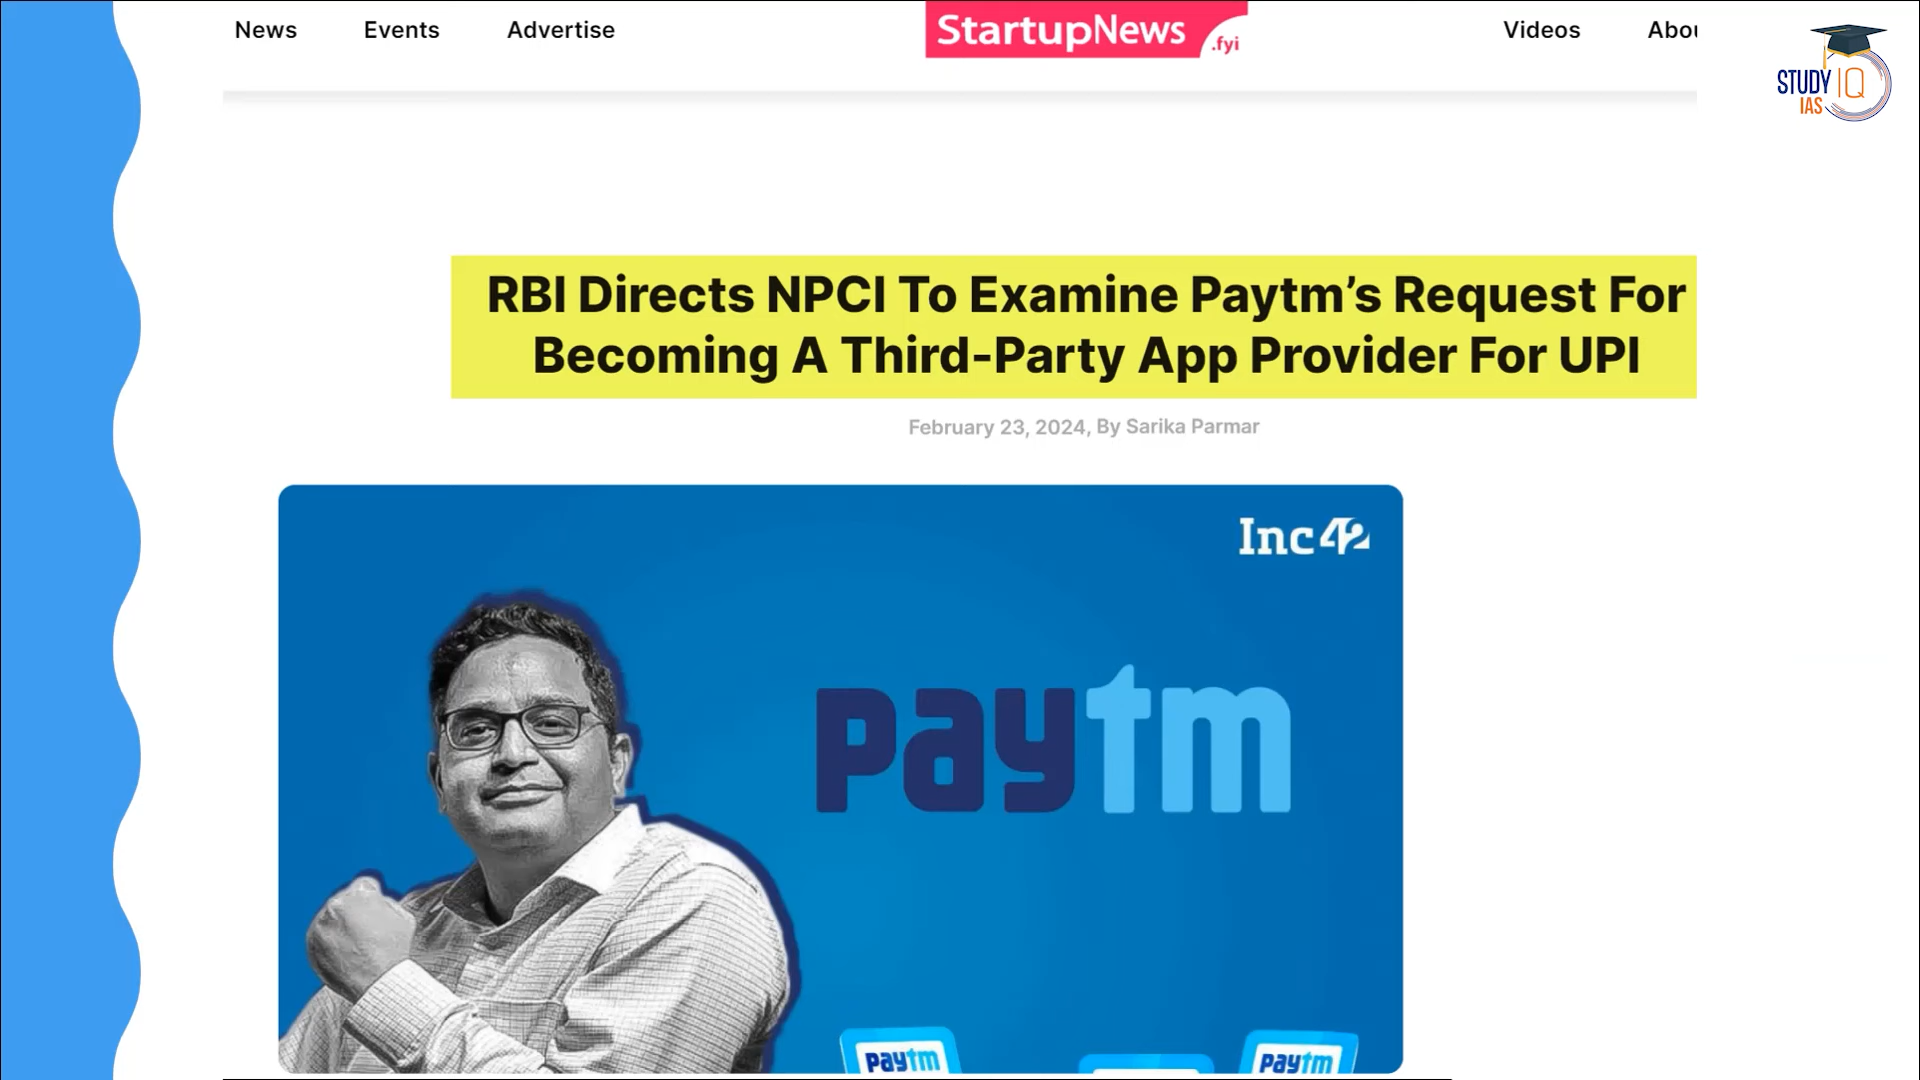 News Events Advertise StartupNews .fyi Videos Abou
STUDY IQ
IAS
RBI Directs NPCI To Examine Paytm’s Request For
Becoming A Third-Party App Provider For UPI
February 23, 2024, By Sarika Parmar
Inc42
paytm
paytm
paytm